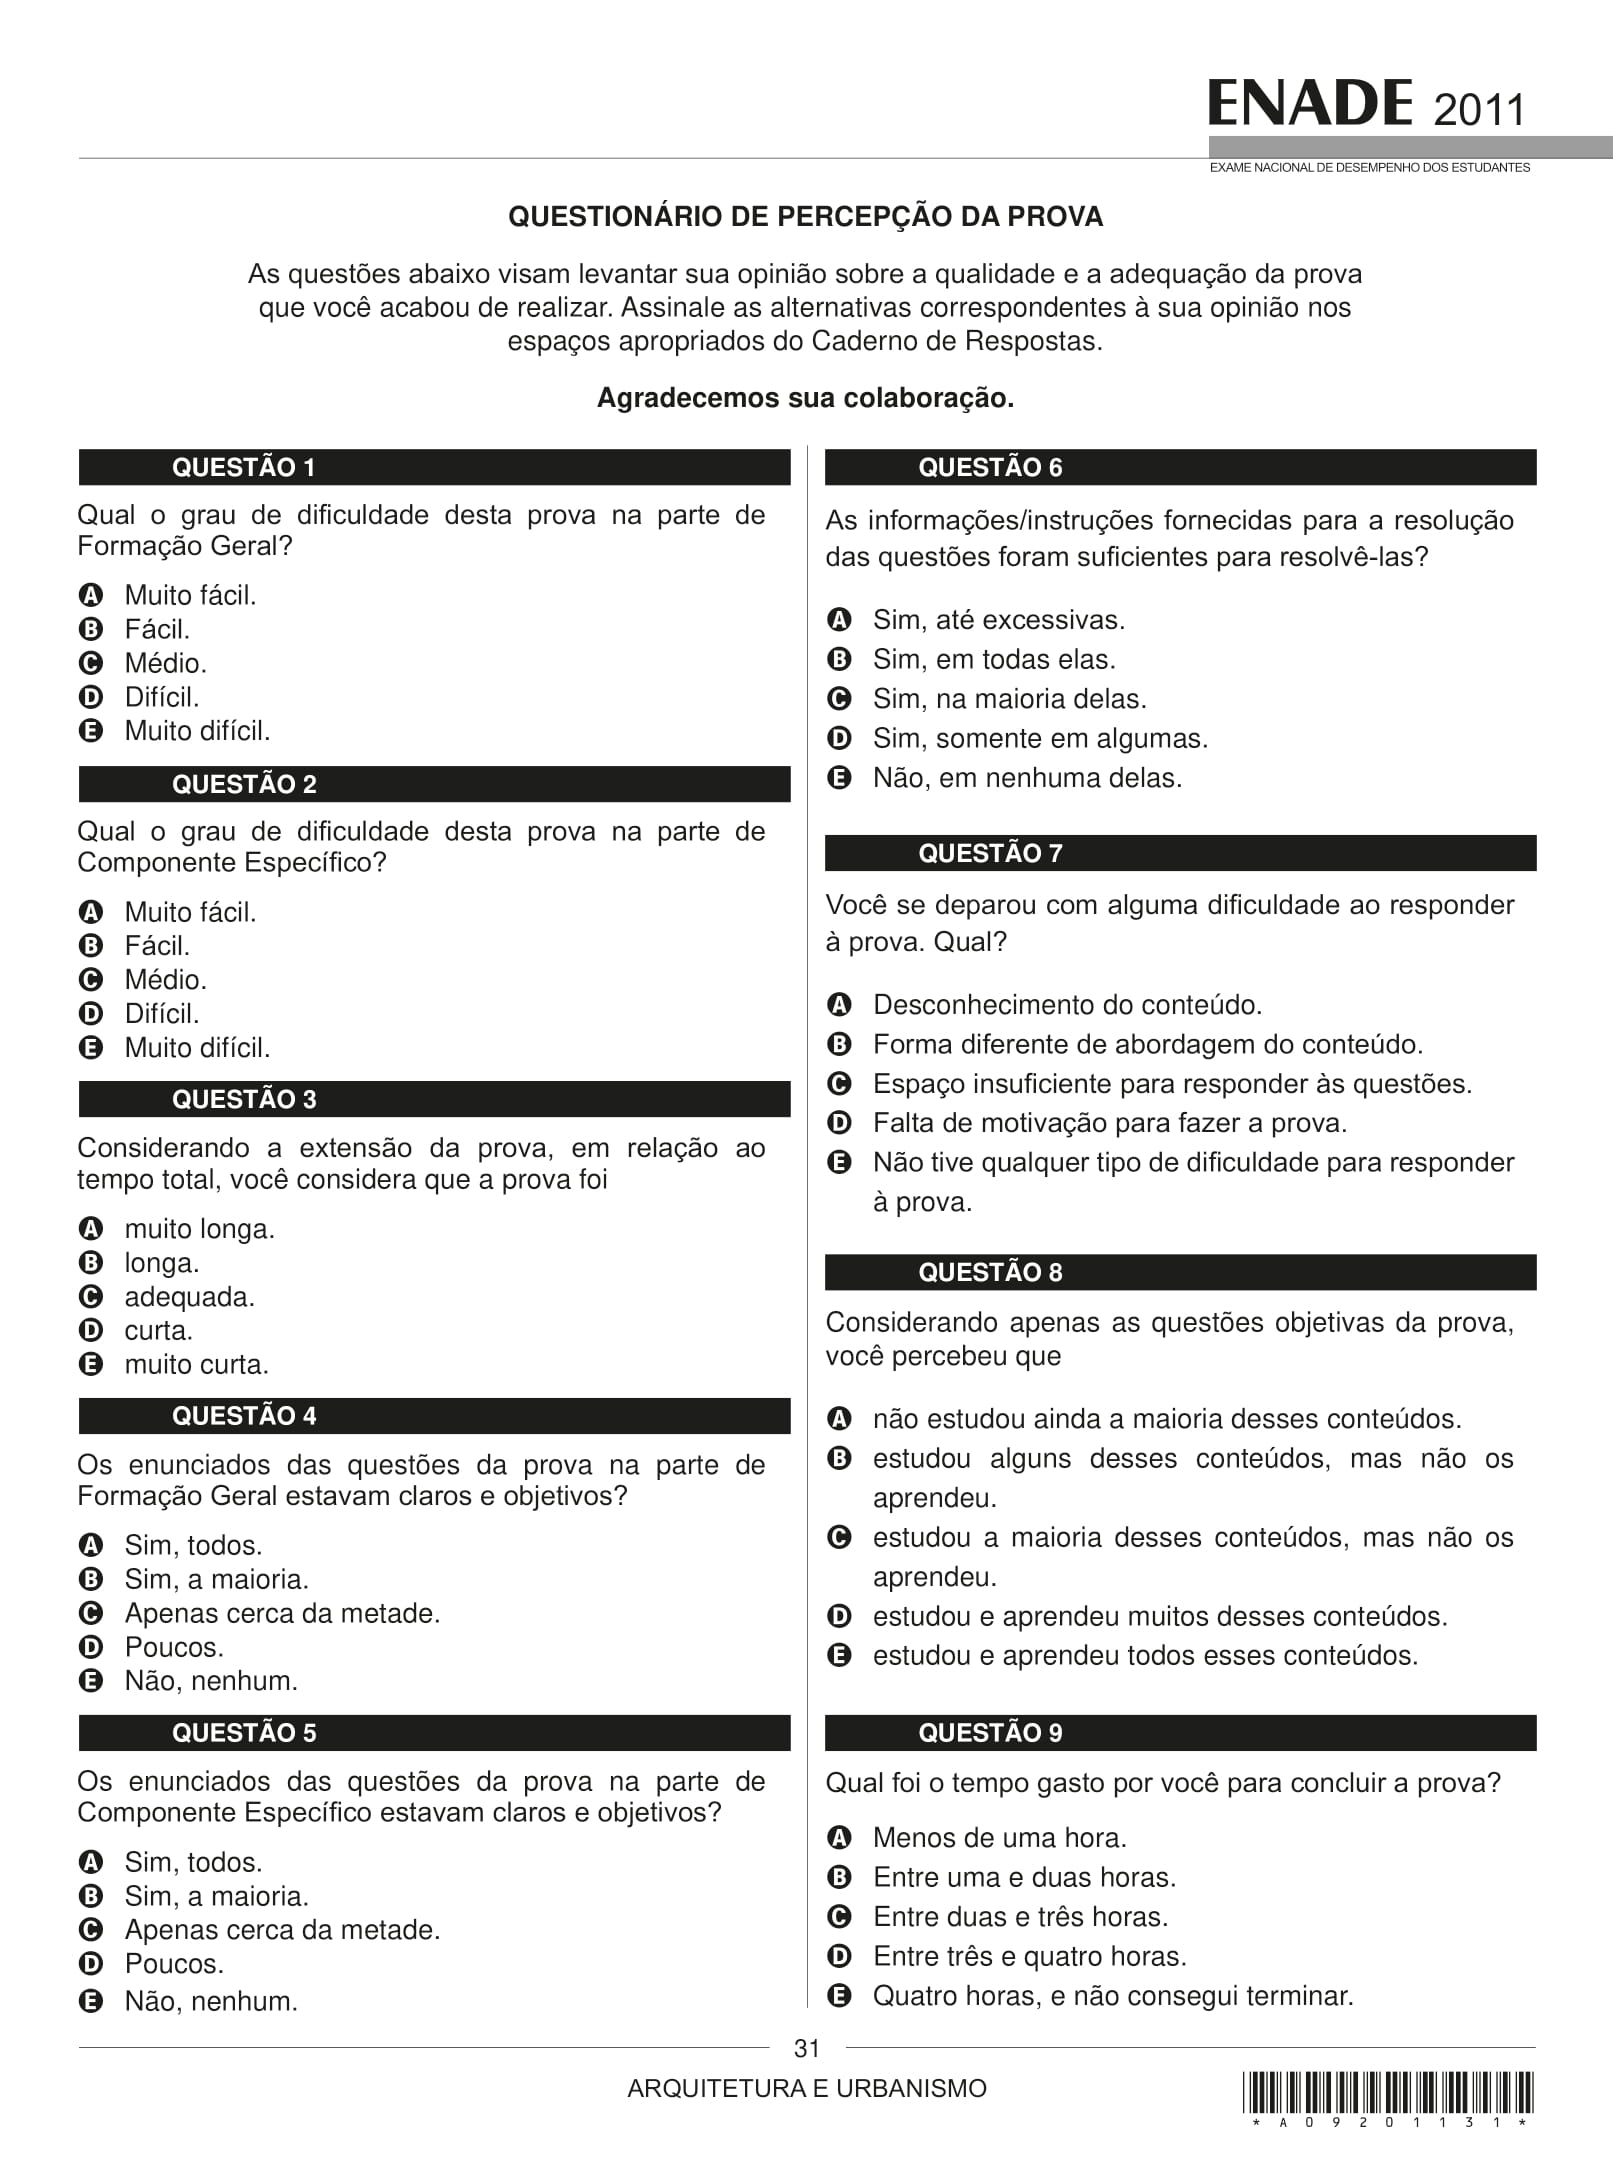 ENADE 2011
EXAME NACIONAL DE DESEMPENHO DOS ESTUDANTES
QUESTIONÁRIO DE PERCEPÇÃO DA PROVA
As questões abaixo visam levantar sua opinião sobre a qualidade e a adequação da prova
que você acabou de realizar. Assinale as alternativas correspondentes à sua opinião nos
espaços apropriados do Caderno de Respostas.
Agradecemos sua colaboração.
QUESTÃO 1
Qual o grau de dificuldade desta prova na parte de
Formação Geral?
A Muito fácil.
B Fácil.
C Médio.
D Difícil.
E Muito difícil.
QUESTÃO 2
Qual o grau de dificuldade desta prova na parte de
Componente Específico?
A Muito fácil.
B Fácil.
C Médio.
D Difícil.
E Muito difícil.
QUESTÃO 3
Considerando a extensão da prova, em relação ao
tempo total, você considera que a prova foi
A muito longa.
B longa.
C adequada.
D curta.
E muito curta.
QUESTÃO 4
Os enunciados das questões da prova na parte de
Formação Geral estavam claros e objetivos?
A Sim, todos.
B Sim, a maioria.
C Apenas cerca da metade.
D Poucos.
E Não, nenhum.
QUESTÃO 5
Os enunciados das questões da prova na parte de
Componente Específico estavam claros e objetivos?
A Sim, todos.
B Sim, a maioria.
C Apenas cerca da metade.
D Poucos.
E Não, nenhum.
QUESTÃO 6
As informações/instruções fornecidas para a resolução
das questões foram suficientes para resolvê-las?
A Sim, até excessivas.
B Sim, em todas elas.
C Sim, na maioria delas.
D Sim, somente em algumas.
E Não, em nenhuma delas.
QUESTÃO 7
Você se deparou com alguma dificuldade ao responder
à prova. Qual?
A Desconhecimento do conteúdo.
B Forma diferente de abordagem do conteúdo.
C Espaço insuficiente para responder às questões.
D Falta de motivação para fazer a prova.
E Não tive qualquer tipo de dificuldade para responder
à prova.
QUESTÃO 8
Considerando apenas as questões objetivas da prova,
você percebeu que
A não estudou ainda a maioria desses conteúdos.
B estudou alguns desses conteúdos, mas não os
aprendeu.
C estudou a maioria desses conteúdos, mas não os
aprendeu.
D estudou e aprendeu muitos desses conteúdos.
E estudou e aprendeu todos esses conteúdos.
QUESTÃO 9
Qual foi o tempo gasto por você para concluir a prova?
A Menos de uma hora.
B Entre uma e duas horas.
C Entre duas e três horas.
D Entre três e quatro horas.
E Quatro horas, e não consegui terminar.
31
ARQUITETURA E URBANISMO
*A09201131*